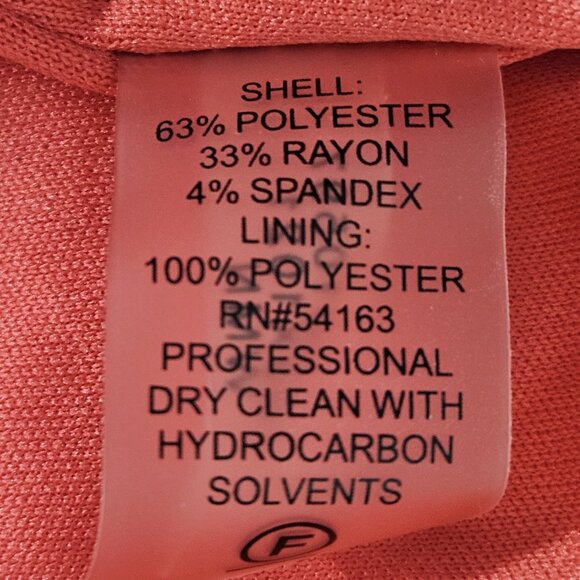 SHELL:
63% POLYESTER
33% RAYON
4% SPANDEX
LINING:
100% POLYESTER
RN#54163
PROFESSIONAL
DRY CLEAN WITH
HYDROCARBON
SOLVENTS
F